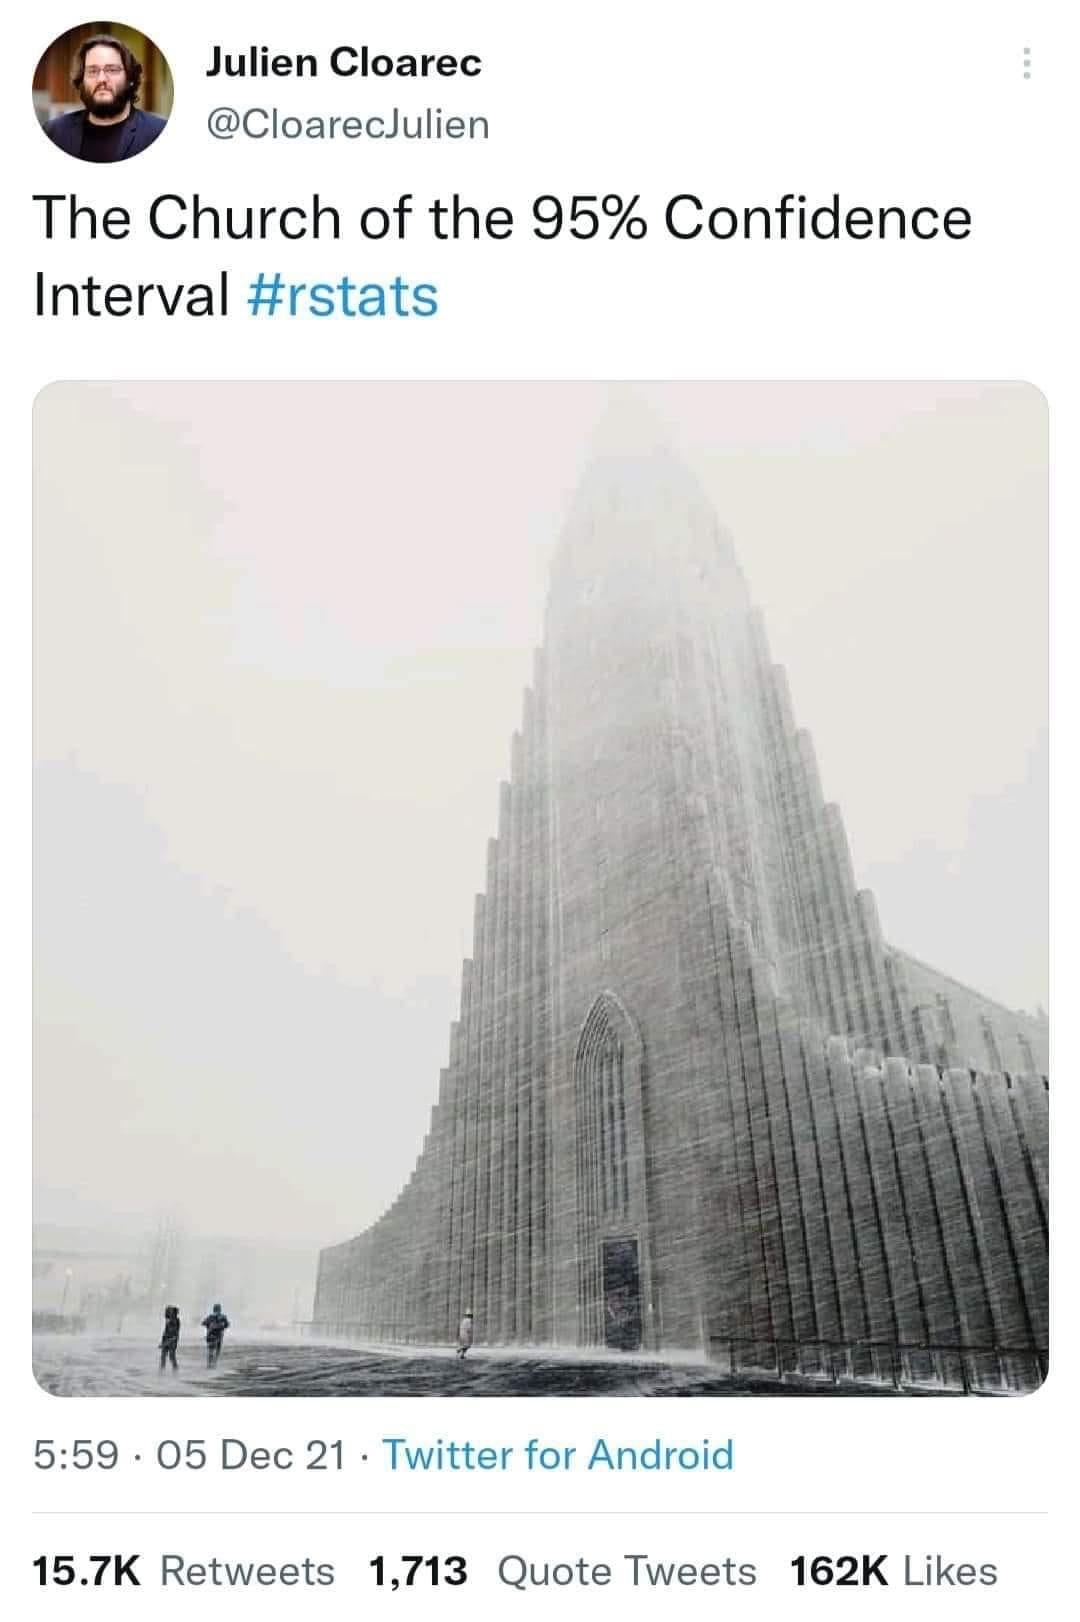 Julien Cloarec
@CloarecJulien
The Church of the 95% Confidence
Interval #rstats
5:59 · 05 Dec 21 · Twitter for Android
15.7K Retweets 1,713 Quote Tweets 162K Likes